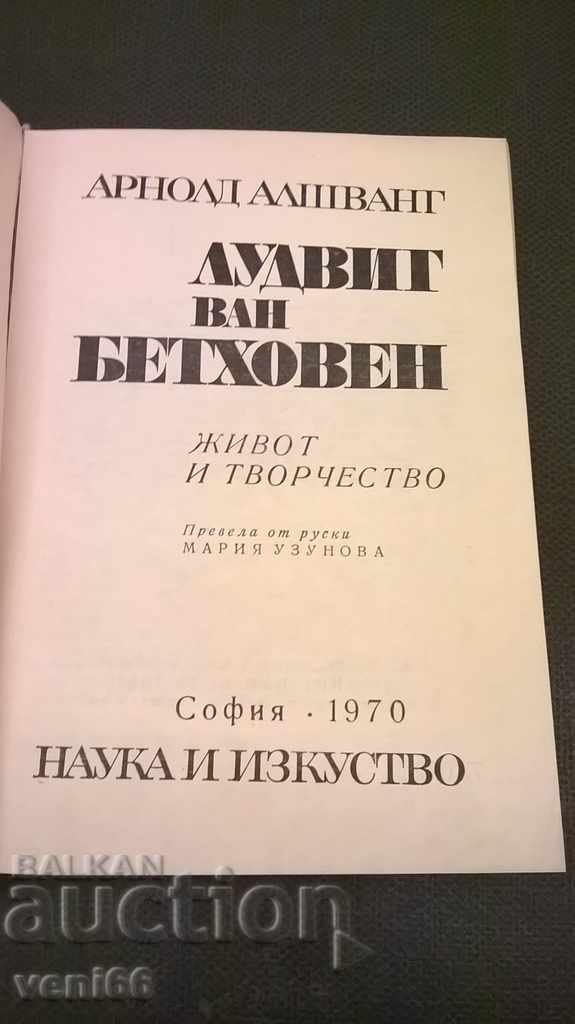 АРНОЛД АЛШВАНГ
ЛУДВИГ
ВАН
БЕТХОВЕН
ЖИВОТ
И ТВОРЧЕСТВО
Превела от руски
МАРИЯ УЗУНОВА
София · 1970
НАУКА И ИЗКУСТВО
BALKAN
auction
veni66